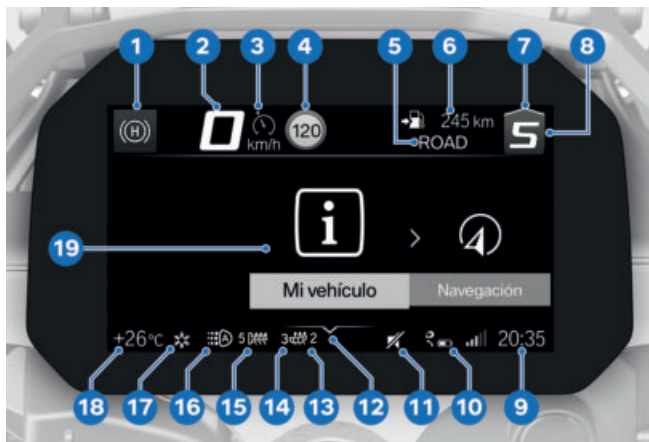 1 2 3 4 5 6 7 8
(H) 0 km/h 120 245 km S
ROAD
i
19
Mi vehículo Navegación
+26°C A 5 3 2 20:35
18 17 16 15 14 13 12 11 10 9